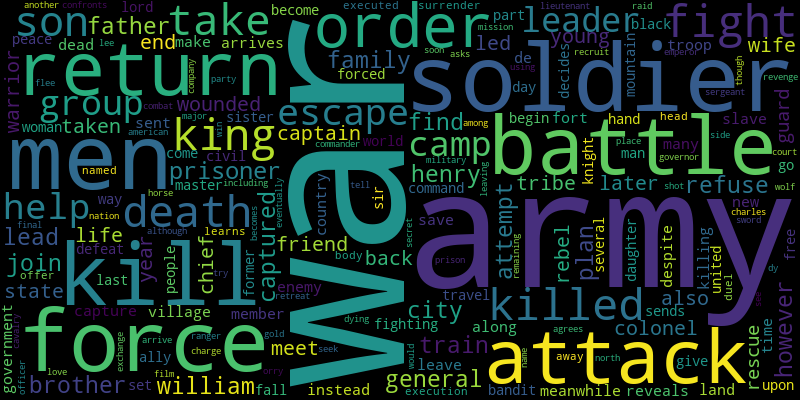 another confronts
son father take order executed surrender part leader fight
become mission lieutenant raid
peace dead lee make arrives led de young black troop wife
end family decides mountain emperor though
warrior flee return forced day recruit revenge
group wounded escape soldier using sergeant
company combat party soon asks
woman taken sister captain find begin fort hand head slave guard
sent american major win world camp battle among side
men king commander henry man many place court
named come civil prisoner military tribe knight governor go
help way master including leaving later shot refuse wolf
horse tell sir command attempt new charles
nation although eventually country save plan several sword
final death war army daughter despite killing united duel free
lead life learns becomes friend secret rebel
join year people chief captured body back prison remaining
defeat former enemy city travel killed also dy
state offer last try kill retreat sends
capture village member dying fighting along colonel time
government force ranger gold train agrees rescue however
cavalry exchange arrive charge meet seek would name away north give
officer brother ally orry leave attack
love set film general bandit meanwhile reveals land upon
william fall instead execution